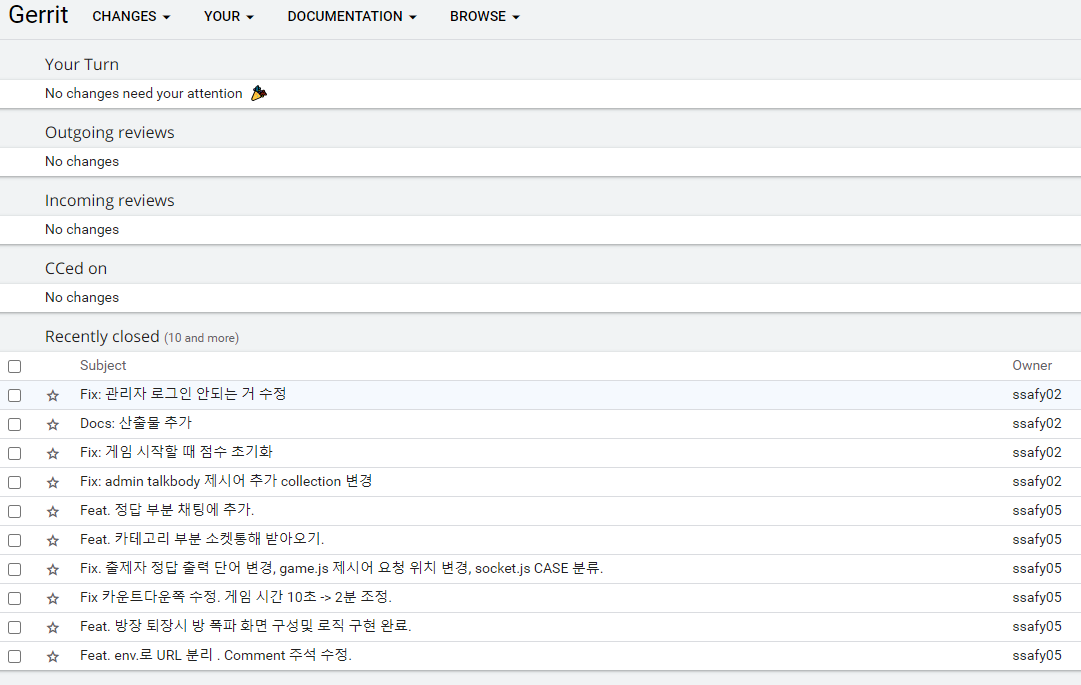 Gerrit CHANGES YOUR DOCUMENTATION BROWSE
Your Turn
No changes need your attention
Outgoing reviews
No changes
Incoming reviews
No changes
CCed on
No changes
Recently closed (10 and more)
Subject Owner
Fix: 관리자 로그인 안되는 거 수정 ssafy02
Docs: 산출물 추가 ssafy02
Fix: 게임 시작할 때 점수 초기화 ssafy02
Fix: admin talkbody 제시어 추가 collection 변경 ssafy02
Feat. 정답 부분 채팅에 추가. ssafy05
Feat. 카테고리 부분 소켓통해 받아오기. ssafy05
Fix. 출제자 정답 출력 단어 변경, game.js 제시어 요청 위치 변경, socket.js CASE 분류. ssafy05
Fix 카운트다운쪽 수정. 게임 시간 10초 -> 2분 조정. ssafy05
Feat. 방장 퇴장시 방 폭파 화면 구성및 로직 구현 완료. ssafy05
Feat. env.로 URL 분리 . Comment 주석 수정. ssafy05